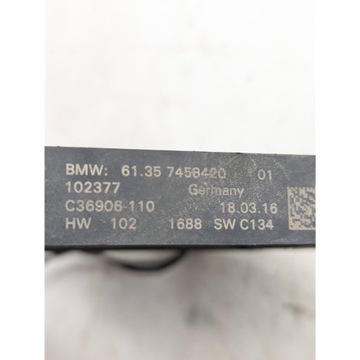 BMW: 61.35 7458420 01
102377 Germany
C36906-110 18.03.16
HW 102 1688 SW C134